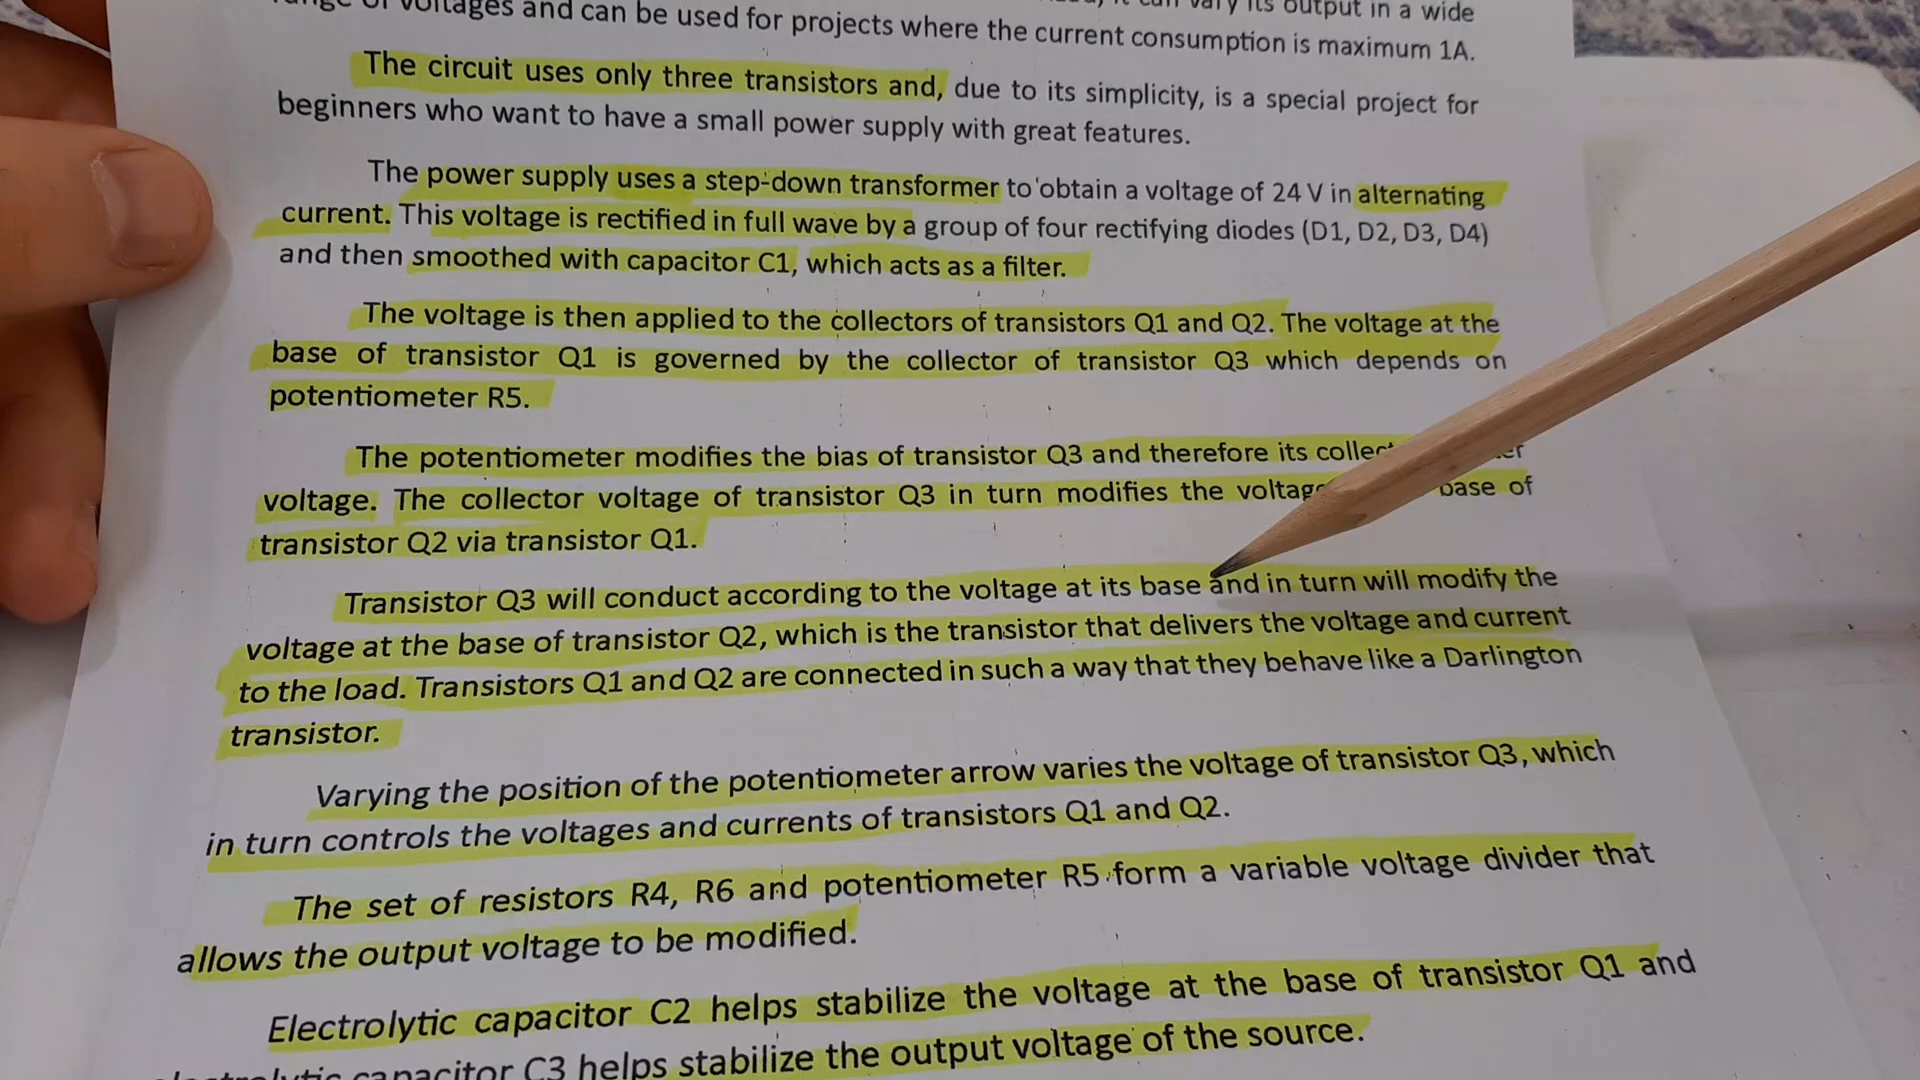 voltages and can be used for projects where the current consumption is maximum 1A.
its output in a wide
The circuit uses only three transistors and, due to its simplicity, is a special project for
beginners who want to have a small power supply with great features.
The power supply uses a step-down transformer to obtain a voltage of 24 V in alternating
current. This voltage is rectified in full wave by a group of four rectifying diodes (D1, D2, D3, D4)
and then smoothed with capacitor C1, which acts as a filter.
The voltage is then applied to the collectors of transistors Q1 and Q2. The voltage at the
base of transistor Q1 is governed by the collector of transistor Q3 which depends on
potentiometer R5.
The potentiometer modifies the bias of transistor Q3 and therefore its
voltage. The collector voltage of transistor Q3 in turn modifies the base of
transistor Q2 via transistor Q1.
Transistor Q3 will conduct according to the voltage at its base and in turn will modify the
voltage at the base of transistor Q2, which is the transistor that delivers the voltage and current
to the load. Transistors Q1 and Q2 are connected in such a way that they behave like a Darlington
transistor.
Varying the position of the potentiometer arrow varies the voltage of transistor Q3, which
in turn controls the voltages and currents of transistors Q1 and Q2.
The set of resistors R4, R6 and potentiometer R5 form a variable voltage divider that
allows the output voltage to be modified.
Electrolytic capacitor C2 helps stabilize the voltage at the base of transistor Q1 and
capacitor C3 helps stabilize the output voltage of the source.